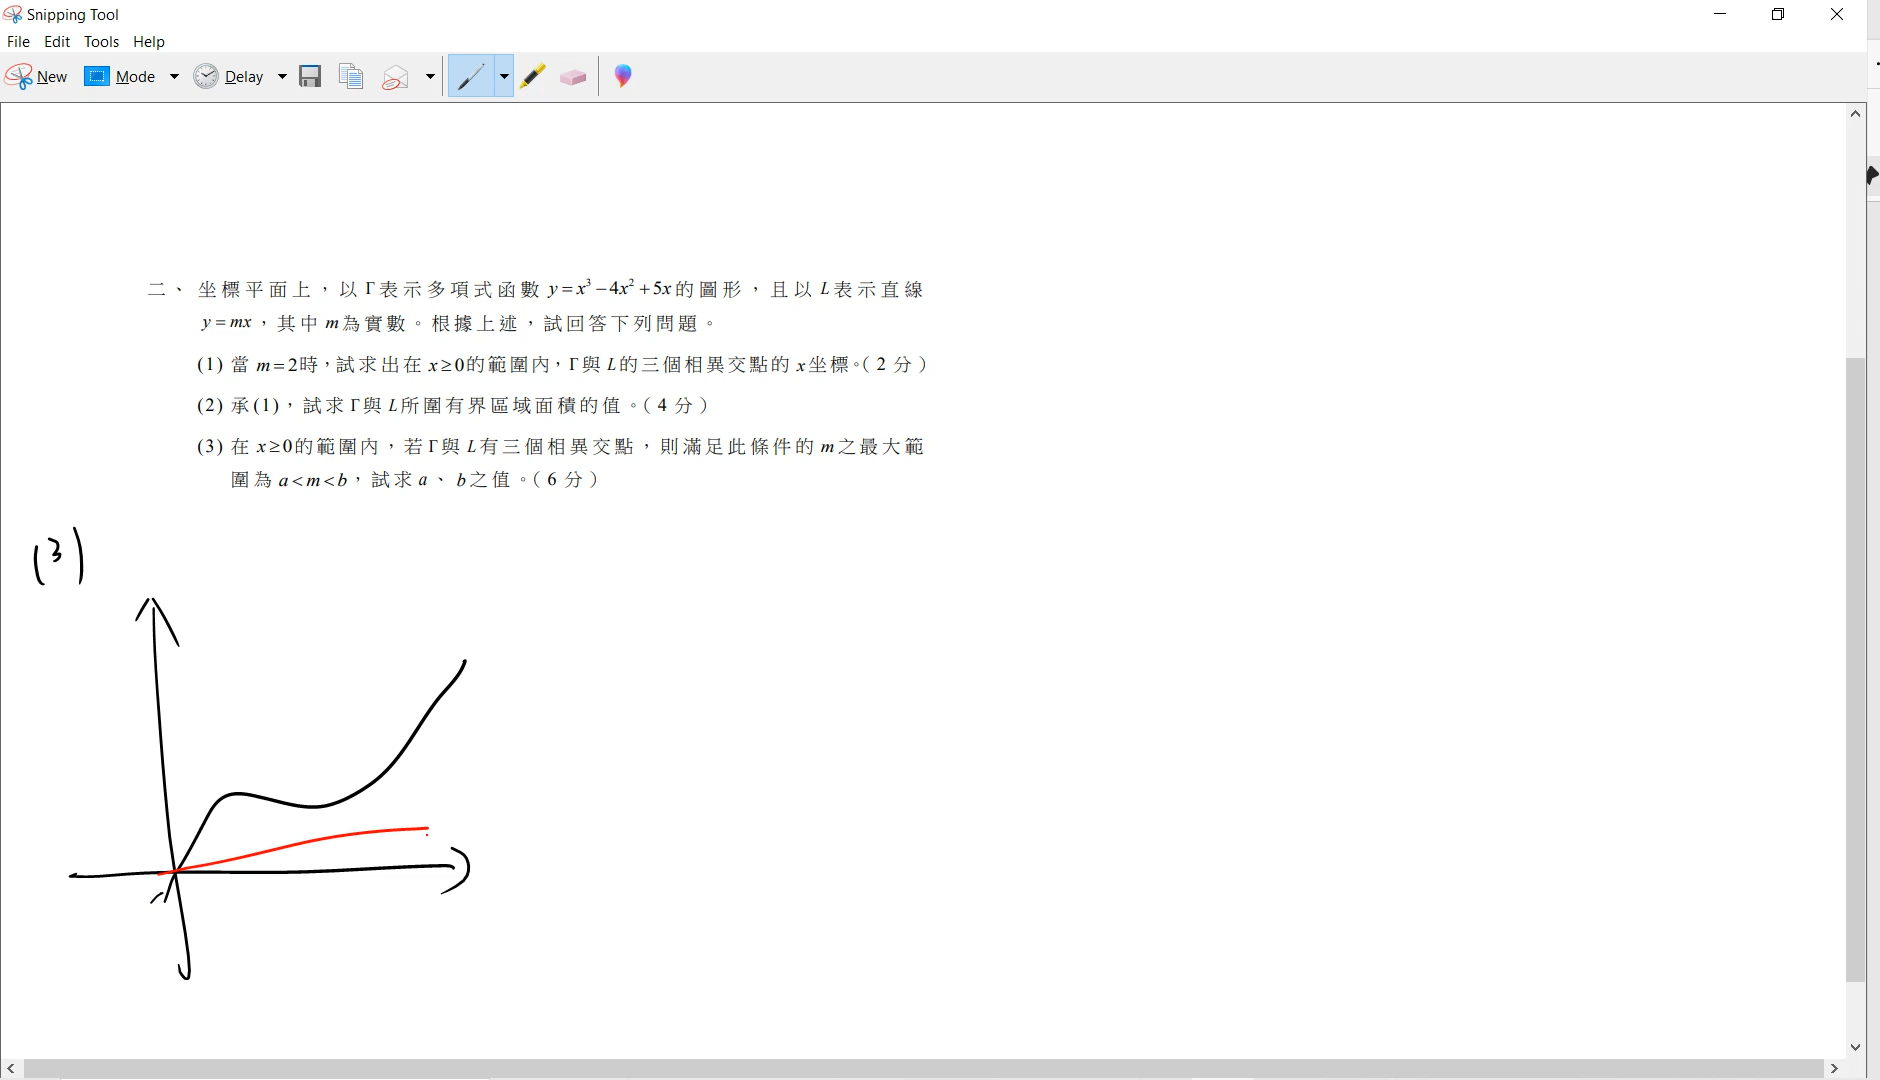 Snipping Tool
File Edit Tools Help
New Mode Delay
二、坐標平面上，以 Γ 表示多項式函數 y=x³−4x²+5x 的圖形，且以 L 表示直線
y=mx，其中 m 為實數。根據上述，試回答下列問題。
(1) 當 m=2 時，試求出在 x≥0 的範圍內，Γ 與 L 的三個相異交點的 x 坐標。（2 分）
(2) 承(1)，試求 Γ 與 L 所圍有界區域面積的值。（4 分）
(3) 在 x≥0 的範圍內，若 Γ 與 L 有三個相異交點，則滿足此條件的 m 之最大範
圍為 a<m<b，試求 a、b 之值。（6 分）
(3)